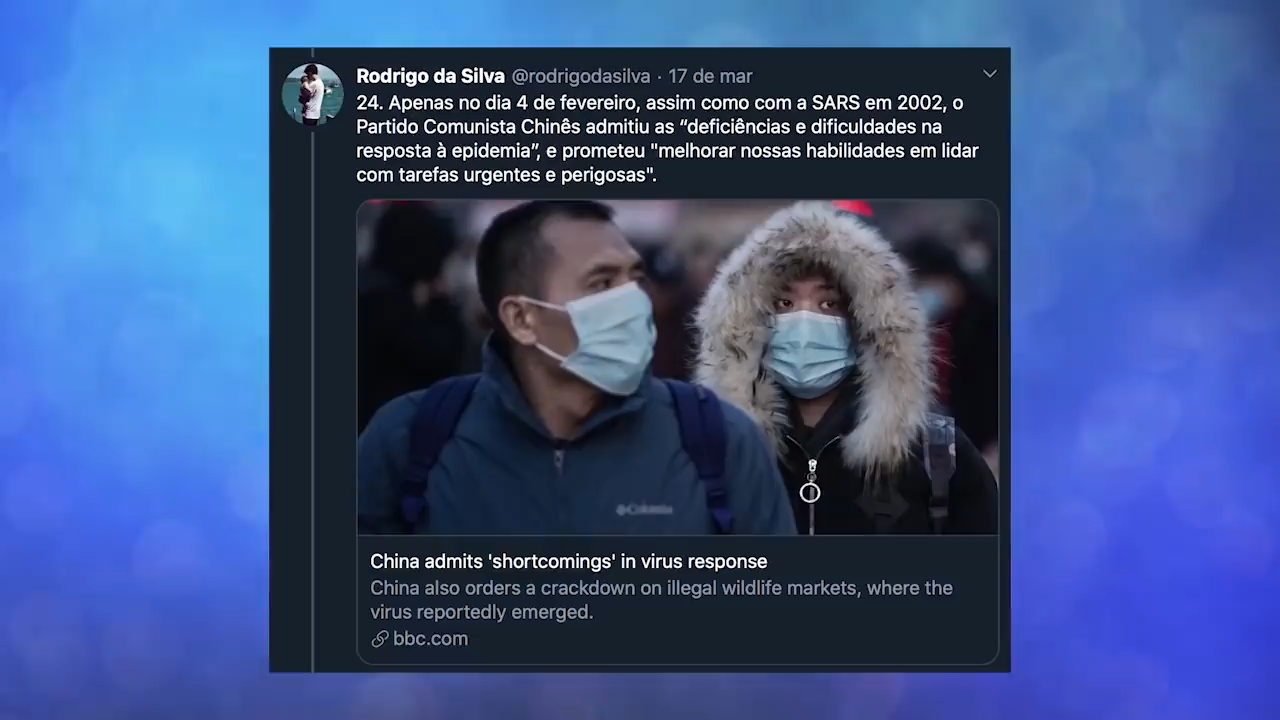 Rodrigo da Silva @rodrigodasilva · 17 de mar
24. Apenas no dia 4 de fevereiro, assim como com a SARS em 2002, o
Partido Comunista Chinês admitiu as “deficiências e dificuldades na
resposta à epidemia”, e prometeu "melhorar nossas habilidades em lidar
com tarefas urgentes e perigosas".
Columbia
China admits 'shortcomings' in virus response
China also orders a crackdown on illegal wildlife markets, where the
virus reportedly emerged.
bbc.com